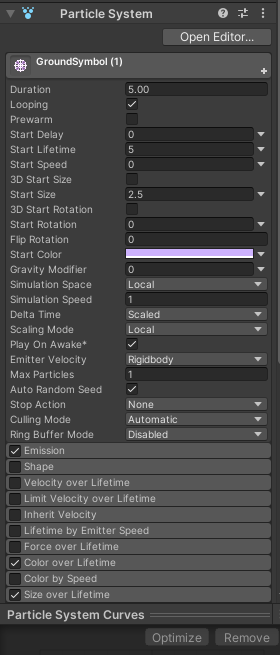 Particle System
Open Editor...
GroundSymbol (1)
Duration 5.00
Looping
Prewarm
Start Delay 0
Start Lifetime 5
Start Speed 0
3D Start Size
Start Size 2.5
3D Start Rotation
Start Rotation 0
Flip Rotation 0
Start Color
Gravity Modifier 0
Simulation Space Local
Simulation Speed 1
Delta Time Scaled
Scaling Mode Local
Play On Awake*
Emitter Velocity Rigidbody
Max Particles 1
Auto Random Seed
Stop Action None
Culling Mode Automatic
Ring Buffer Mode Disabled
Emission
Shape
Velocity over Lifetime
Limit Velocity over Lifetime
Inherit Velocity
Lifetime by Emitter Speed
Force over Lifetime
Color over Lifetime
Color by Speed
Size over Lifetime
Particle System Curves
Optimize Remove